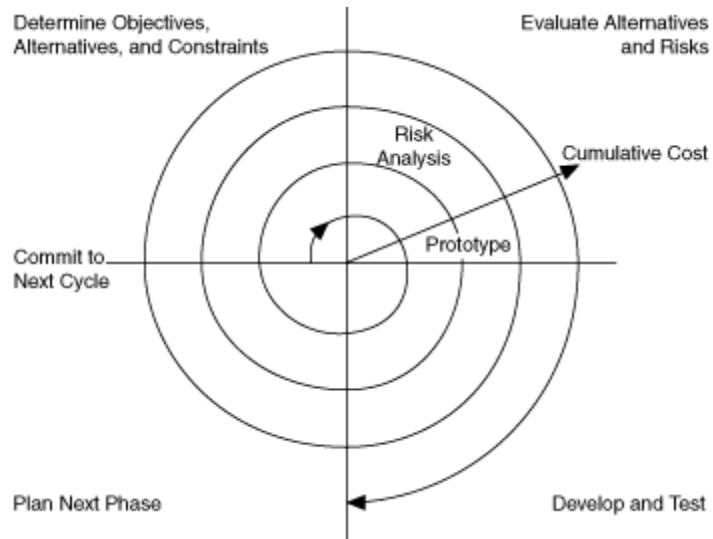 Determine Objectives,
Alternatives, and Constraints
Evaluate Alternatives
and Risks
Risk
Analysis
Cumulative Cost
Prototype
Commit to
Next Cycle
Plan Next Phase
Develop and Test